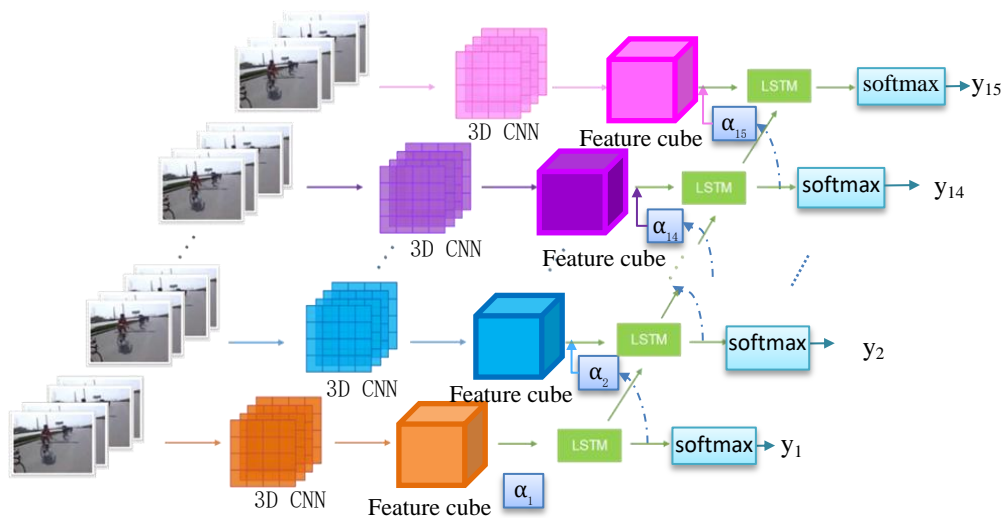 3D CNN
Feature cube
LSTM
α15
softmax
y15
3D CNN
Feature cube
LSTM
α14
softmax
y14
3D CNN
Feature cube
LSTM
α2
softmax
y2
3D CNN
Feature cube
LSTM
α1
softmax
y1